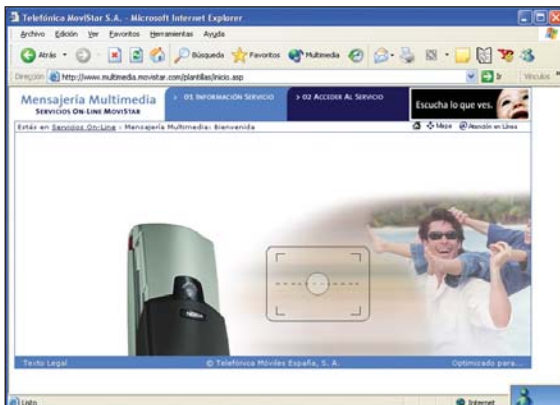 Telefónica MoviStar S.A. - Microsoft Internet Explorer
Archivo Edición Ver Favoritos Herramientas Ayuda
Atrás Búsqueda Favoritos Multimedia
Dirección http://www.multimedia.movistar.com/plantillas/inicio.asp Ir Vínculos
Mensajería Multimedia
SERVICIOS ON-LINE MOVISTAR
> 01 INFORMACIÓN SERVICIO
> 02 ACCEDER AL SERVICIO
Escucha lo que ves.
Estás en Servicios On-Line > Mensajería Multimedia: Bienvenida
Mapa @Atención en Línea
NOKIA
Texto Legal © Telefónica Móviles España, S. A. Optimizado para...
Listo Internet